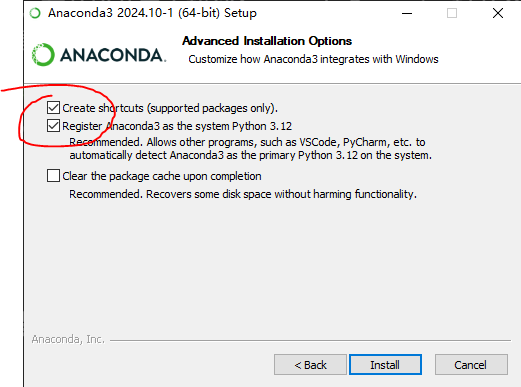 Anaconda3 2024.10-1 (64-bit) Setup
ANACONDA.
Advanced Installation Options
Customize how Anaconda3 integrates with Windows
Create shortcuts (supported packages only).
Register Anaconda3 as the system Python 3.12
Recommended. Allows other programs, such as VSCode, PyCharm, etc. to
automatically detect Anaconda3 as the primary Python 3.12 on the system.
Clear the package cache upon completion
Recommended. Recovers some disk space without harming functionality.
Anaconda, Inc.
< Back
Install
Cancel